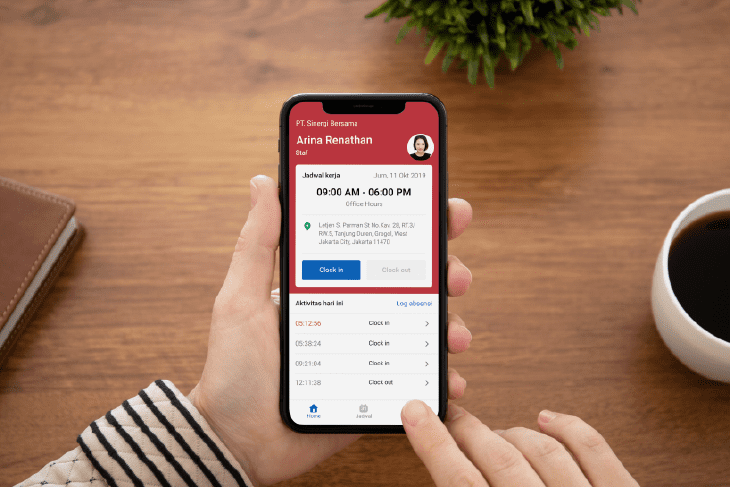 PT. Sinergi Bersama
Arina Renathan
Staf
Jadwal kerja
Jum, 11 Okt 2019
09:00 AM - 06:00 PM
Office Hours
Letjen S. Parman St No.Kav. 28, RT.3/
RW.5, Tanjung Duren, Grogol, West
Jakarta City, Jakarta 11470
Clock in
Clock out
Aktivitas hari ini
Log absensi
05:12:56
Clock in
05:38:24
Clock in
09:21:04
Clock in
12:11:38
Clock out
Home
Jadwal